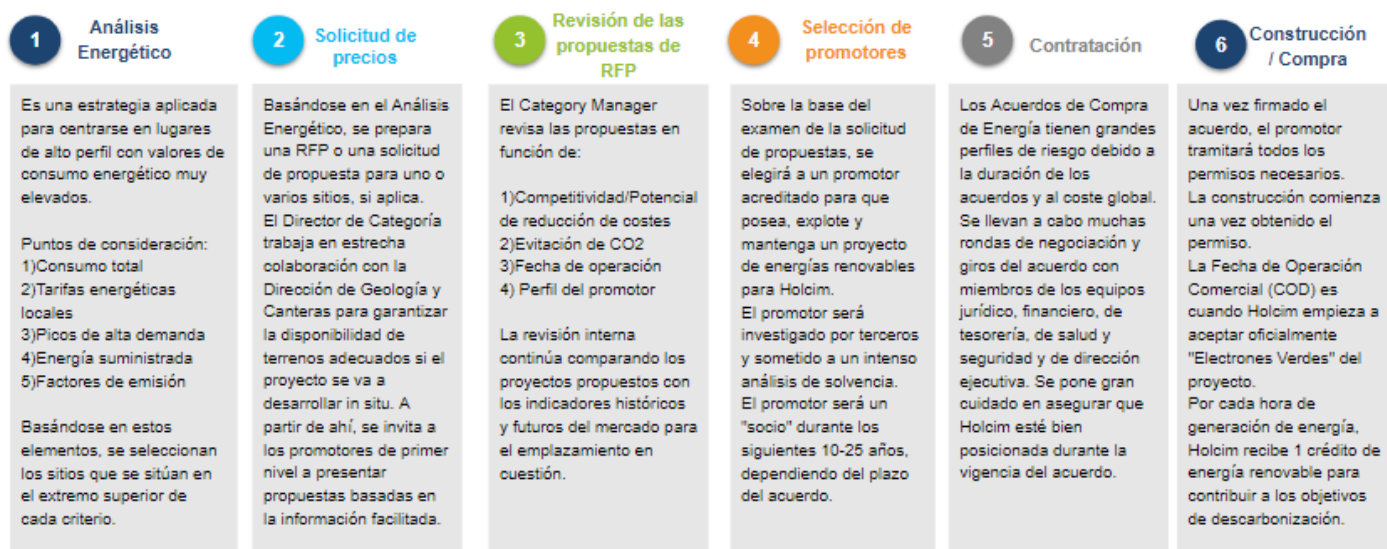 1
Análisis
Energético
Es una estrategia aplicada
para centrarse en lugares
de alto perfil con valores de
consumo energético muy
elevados.
Puntos de consideración:
1)Consumo total
2)Tarifas energéticas
locales
3)Picos de alta demanda
4)Energía suministrada
5)Factores de emisión
Basándose en estos
elementos, se seleccionan
los sitios que se sitúan en
el extremo superior de
cada criterio.
2
Solicitud de
precios
Basándose en el Análisis
Energético, se prepara
una RFP o una solicitud
de propuesta para uno o
varios sitios, si aplica.
El Director de Categoría
trabaja en estrecha
colaboración con la
Dirección de Geología y
Canteras para garantizar
la disponibilidad de
terrenos adecuados si el
proyecto se va a
desarrollar in situ. A
partir de ahí, se invita a
los promotores de primer
nivel a presentar
propuestas basadas en
la información facilitada.
3
Revisión de las
propuestas de
RFP
El Category Manager
revisa las propuestas en
función de:
1)Competitividad/Potencial
de reducción de costes
2)Evitación de CO2
3)Fecha de operación
4) Perfil del promotor
La revisión interna
continúa comparando los
proyectos propuestos con
los indicadores históricos
y futuros del mercado para
el emplazamiento en
cuestión.
4
Selección de
promotores
Sobre la base del
examen de la solicitud
de propuestas, se
elegirá a un promotor
acreditado para que
posea, explote y
mantenga un proyecto
de energías renovables
para Holcim.
El promotor será
investigado por terceros
y sometido a un intenso
análisis de solvencia.
El promotor será un
"socio" durante los
siguientes 10-25 años,
dependiendo del plazo
del acuerdo.
5
Contratación
Los Acuerdos de Compra
de Energía tienen grandes
perfiles de riesgo debido a
la duración de los
acuerdos y al coste global.
Se llevan a cabo muchas
rondas de negociación y
giros del acuerdo con
miembros de los equipos
jurídico, financiero, de
tesorería, de salud y
seguridad y de dirección
ejecutiva. Se pone gran
cuidado en asegurar que
Holcim esté bien
posicionada durante la
vigencia del acuerdo.
6
Construcción
/ Compra
Una vez firmado el
acuerdo, el promotor
tramitará todos los
permisos necesarios.
La construcción comienza
una vez obtenido el
permiso.
La Fecha de Operación
Comercial (COD) es
cuando Holcim empieza a
aceptar oficialmente
"Electrones Verdes" del
proyecto.
Por cada hora de
generación de energía,
Holcim recibe 1 crédito de
energía renovable para
contribuir a los objetivos
de descarbonización.